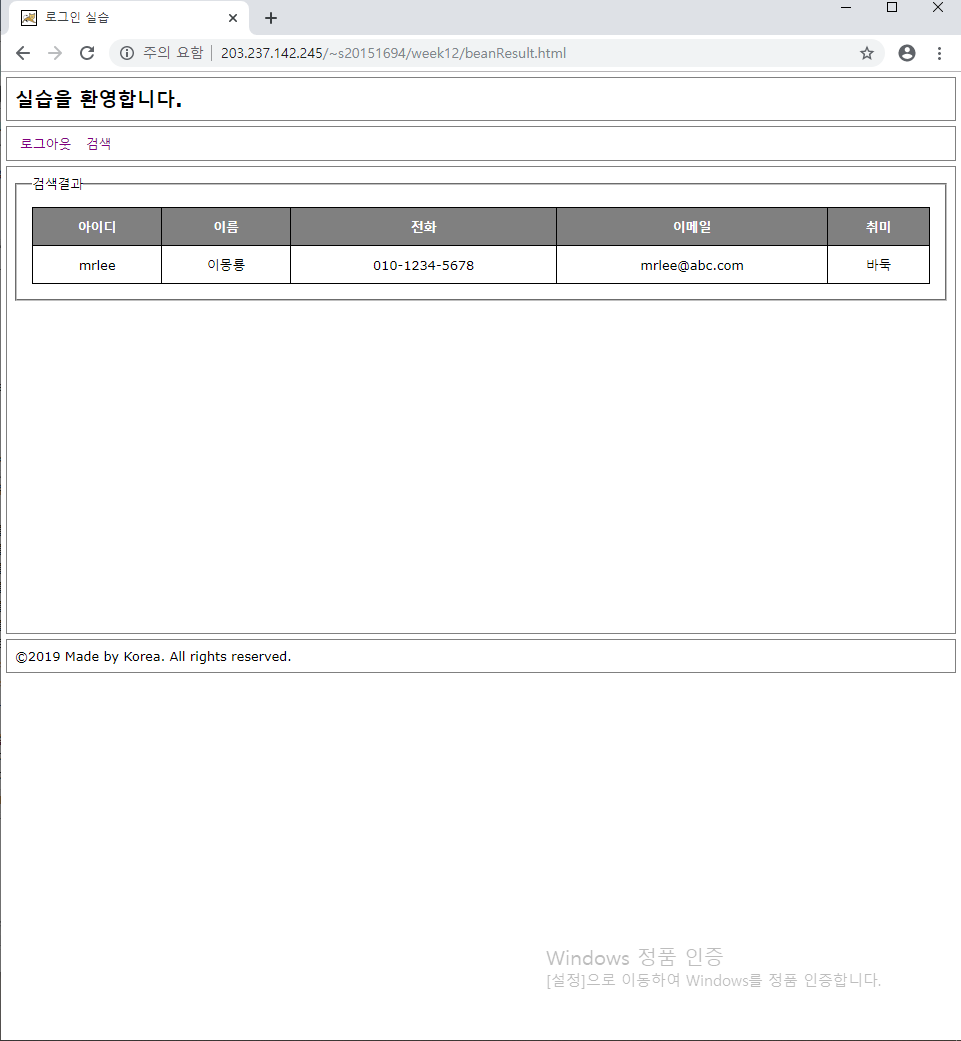 로그인 실습
주의 요함 | 203.237.142.245/~s20151694/week12/beanResult.html
실습을 환영합니다.
로그아웃 검색
검색결과
아이디 이름 전화 이메일 취미
mrlee 이몽룡 010-1234-5678 mrlee@abc.com 바둑
©2019 Made by Korea. All rights reserved.
Windows 정품 인증
[설정]으로 이동하여 Windows를 정품 인증합니다.